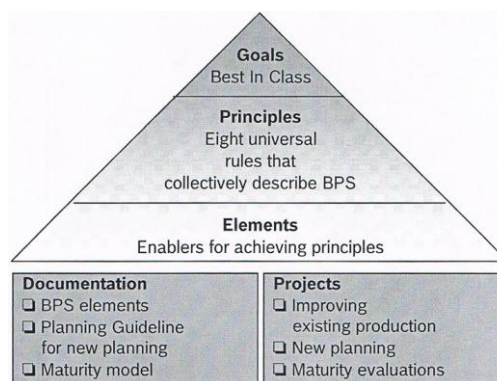 Goals
Best In Class
Principles
Eight universal
rules that
collectively describe BPS
Elements
Enablers for achieving principles
Documentation
❑ BPS elements
❑ Planning Guideline
for new planning
❑ Maturity model
Projects
❑ Improving
existing production
❑ New planning
❑ Maturity evaluations